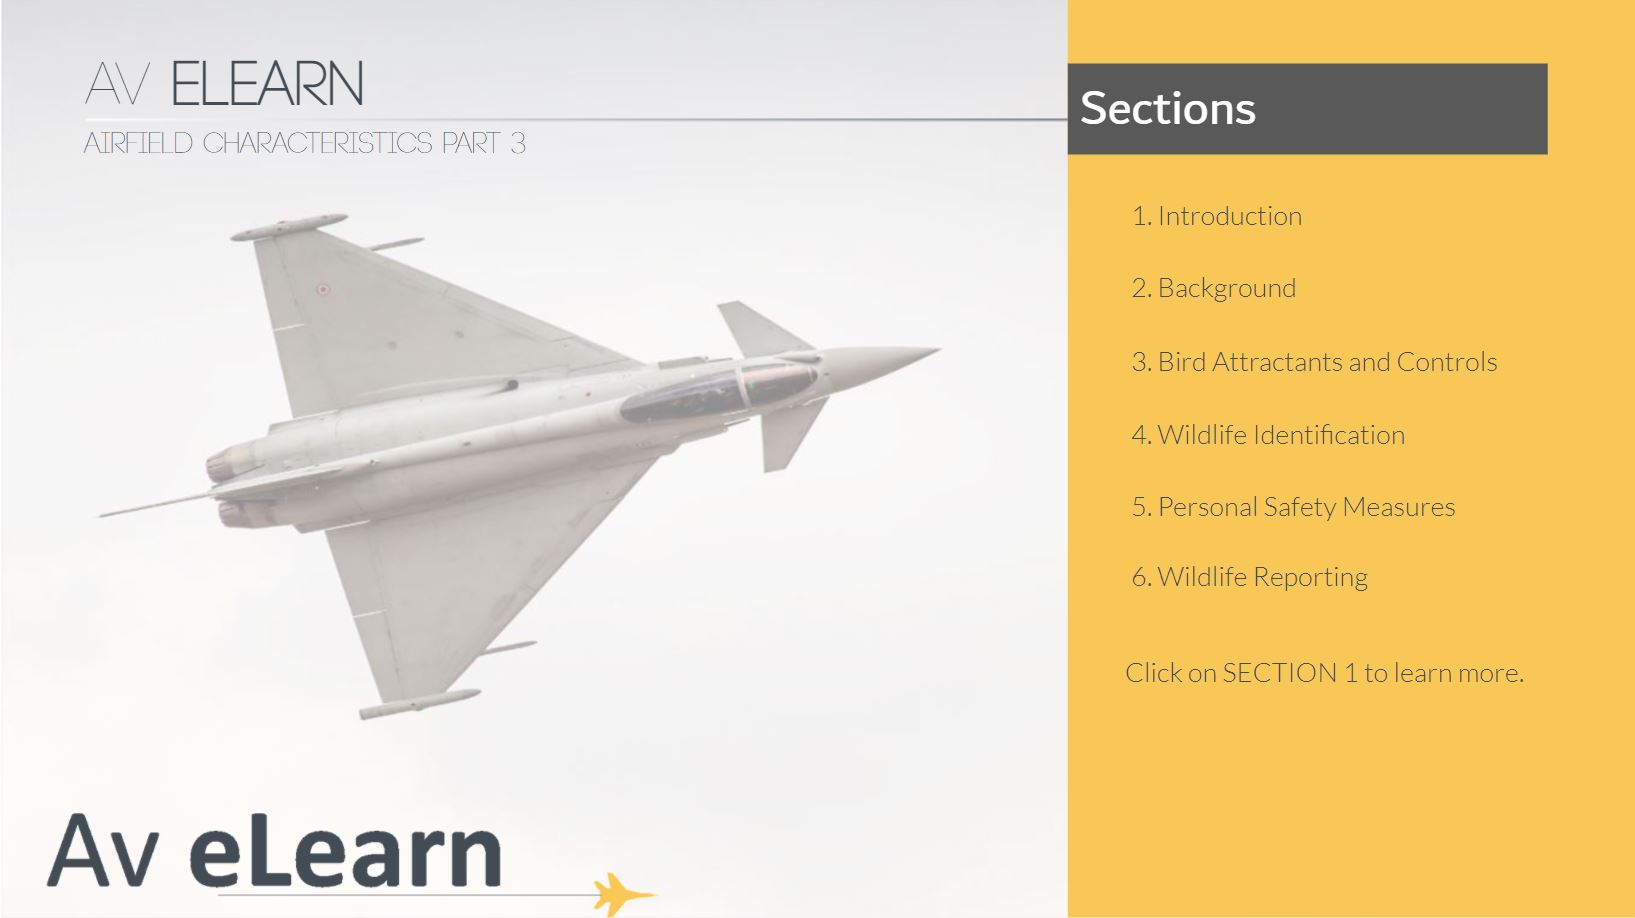 AV ELEARN
AIRFIELD CHARACTERISTICS PART 3
Sections
1. Introduction
2. Background
3. Bird Attractants and Controls
4. Wildlife Identification
5. Personal Safety Measures
6. Wildlife Reporting
Click on SECTION 1 to learn more.
Av eLearn